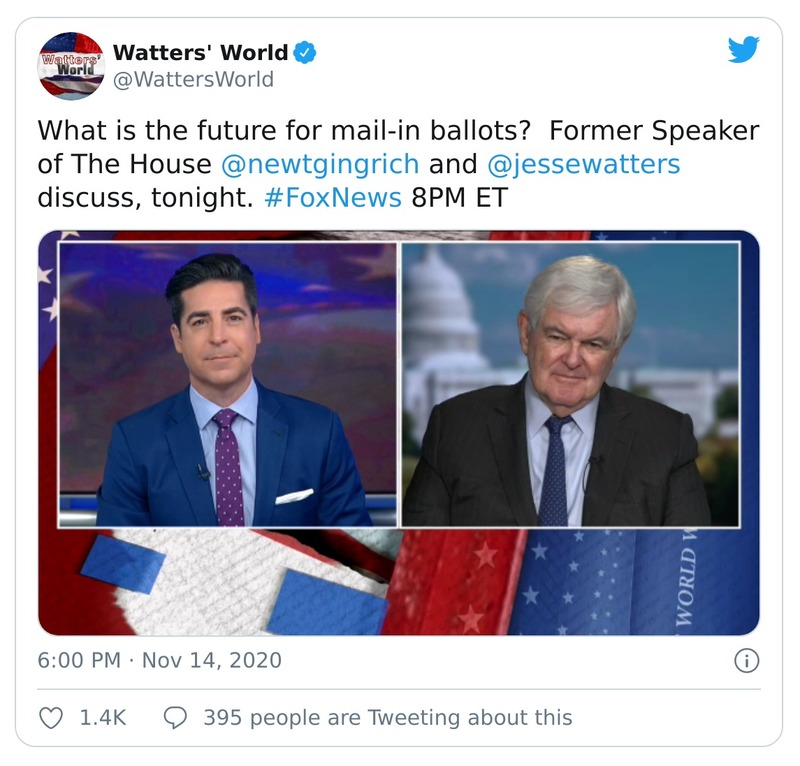 Watters'
World
Watters' World
@WattersWorld
What is the future for mail-in ballots?  Former Speaker
of The House @newtgingrich and @jessewatters
discuss, tonight. #FoxNews 8PM ET
WORLD W
6:00 PM · Nov 14, 2020
1.4K
395 people are Tweeting about this